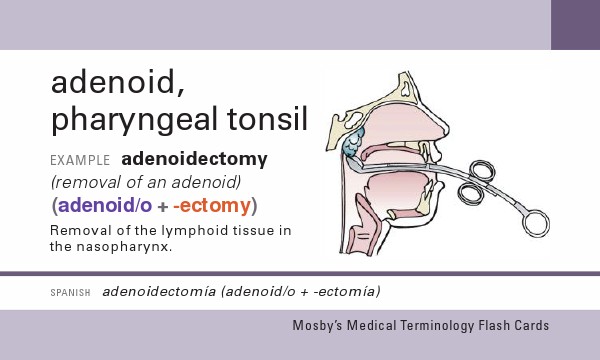 adenoid,
pharyngeal tonsil
EXAMPLE adenoidectomy
(removal of an adenoid)
(adenoid/o + -ectomy)
Removal of the lymphoid tissue in
the nasopharynx.
SPANISH adenoidectomía (adenoid/o + -ectomía)
Mosby's Medical Terminology Flash Cards